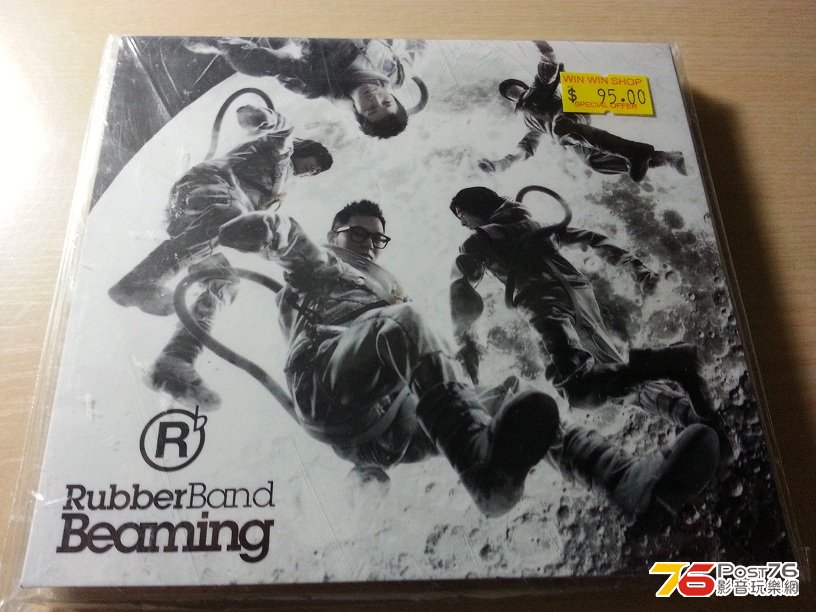 WIN WIN SHOP
$ 95.00
SPECIAL OFFER
R♭
RubberBand
Beaming
76 Post76
影音玩樂網